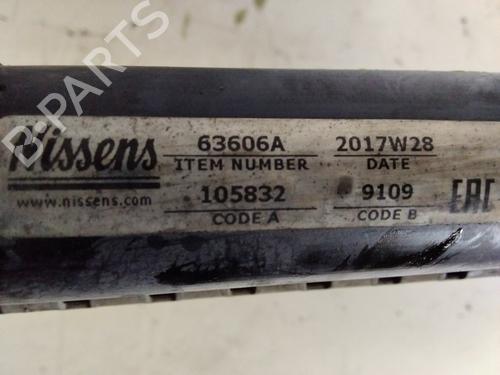 B-PARTS
Nissens
63606A
2017W28
ITEM NUMBER
DATE
www.nissens.com
105832
9109
CODE A
CODE B
EAC